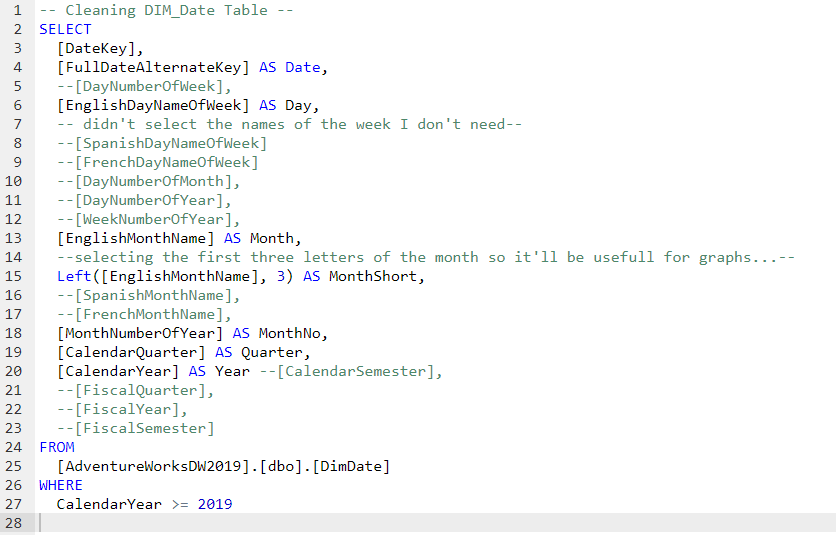 1 -- Cleaning DIM_Date Table --
2 SELECT
3 [DateKey],
4 [FullDateAlternateKey] AS Date,
5 --[DayNumberOfWeek],
6 [EnglishDayNameOfWeek] AS Day,
7 -- didn't select the names of the week I don't need--
8 --[SpanishDayNameOfWeek]
9 --[FrenchDayNameOfWeek]
10 --[DayNumberOfMonth],
11 --[DayNumberOfYear],
12 --[WeekNumberOfYear],
13 [EnglishMonthName] AS Month,
14 --selecting the first three letters of the month so it'll be usefull for graphs...--
15 Left([EnglishMonthName], 3) AS MonthShort,
16 --[SpanishMonthName],
17 --[FrenchMonthName],
18 [MonthNumberOfYear] AS MonthNo,
19 [CalendarQuarter] AS Quarter,
20 [CalendarYear] AS Year --[CalendarSemester],
21 --[FiscalQuarter],
22 --[FiscalYear],
23 --[FiscalSemester]
24 FROM
25 [AdventureWorksDW2019].[dbo].[DimDate]
26 WHERE
27 CalendarYear >= 2019
28